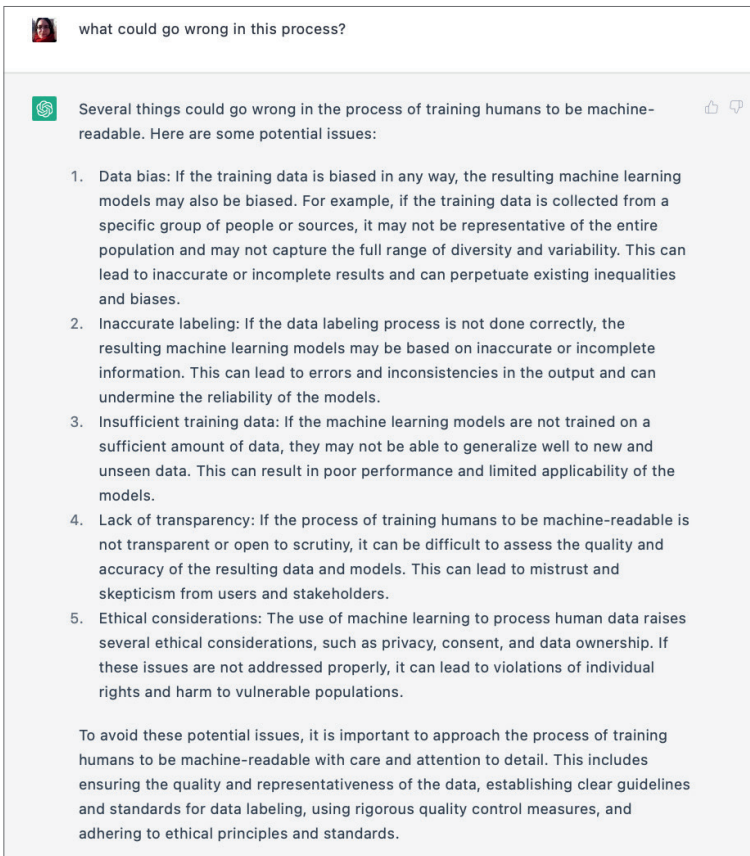 what could go wrong in this process?
Several things could go wrong in the process of training humans to be machine-
readable. Here are some potential issues:
1. Data bias: If the training data is biased in any way, the resulting machine learning
models may also be biased. For example, if the training data is collected from a
specific group of people or sources, it may not be representative of the entire
population and may not capture the full range of diversity and variability. This can
lead to inaccurate or incomplete results and can perpetuate existing inequalities
and biases.
2. Inaccurate labeling: If the data labeling process is not done correctly, the
resulting machine learning models may be based on inaccurate or incomplete
information. This can lead to errors and inconsistencies in the output and can
undermine the reliability of the models.
3. Insufficient training data: If the machine learning models are not trained on a
sufficient amount of data, they may not be able to generalize well to new and
unseen data. This can result in poor performance and limited applicability of the
models.
4. Lack of transparency: If the process of training humans to be machine-readable is
not transparent or open to scrutiny, it can be difficult to assess the quality and
accuracy of the resulting data and models. This can lead to mistrust and
skepticism from users and stakeholders.
5. Ethical considerations: The use of machine learning to process human data raises
several ethical considerations, such as privacy, consent, and data ownership. If
these issues are not addressed properly, it can lead to violations of individual
rights and harm to vulnerable populations.
To avoid these potential issues, it is important to approach the process of training
humans to be machine-readable with care and attention to detail. This includes
ensuring the quality and representativeness of the data, establishing clear guidelines
and standards for data labeling, using rigorous quality control measures, and
adhering to ethical principles and standards.